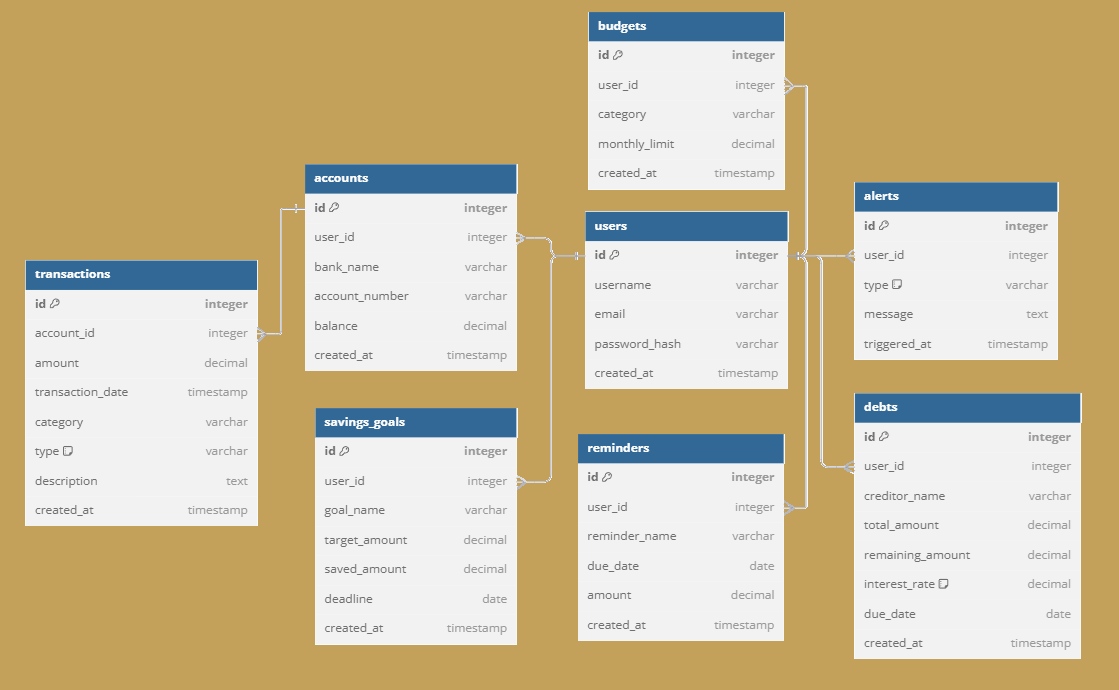 budgets
id integer
user_id integer
category varchar
monthly_limit decimal
created_at timestamp
accounts
id integer
user_id integer
bank_name varchar
account_number varchar
balance decimal
created_at timestamp
alerts
id integer
user_id integer
type varchar
message text
triggered_at timestamp
users
id integer
username varchar
email varchar
password_hash varchar
created_at timestamp
transactions
id integer
account_id integer
amount decimal
transaction_date timestamp
category varchar
type varchar
description text
created_at timestamp
savings_goals
id integer
user_id integer
goal_name varchar
target_amount decimal
saved_amount decimal
deadline date
created_at timestamp
reminders
id integer
user_id integer
reminder_name varchar
due_date date
amount decimal
created_at timestamp
debts
id integer
user_id integer
creditor_name varchar
total_amount decimal
remaining_amount decimal
interest_rate decimal
due_date date
created_at timestamp